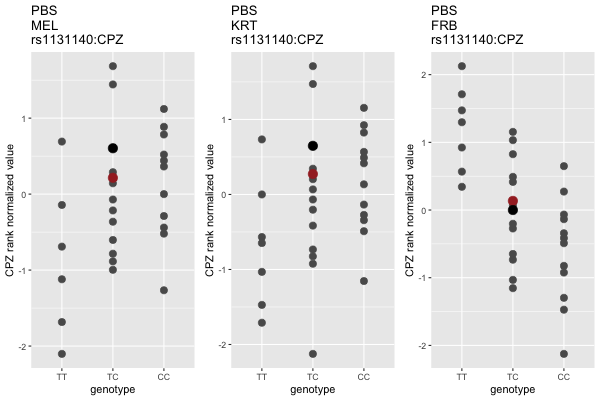 PBS
MEL
rs1131140:CPZ
CPZ rank normalized value
1
0
-1
-2
TT
TC
CC
genotype
PBS
KRT
rs1131140:CPZ
CPZ rank normalized value
1
0
-1
-2
TT
TC
CC
genotype
PBS
FRB
rs1131140:CPZ
CPZ rank normalized value
2
1
0
-1
-2
TT
TC
CC
genotype